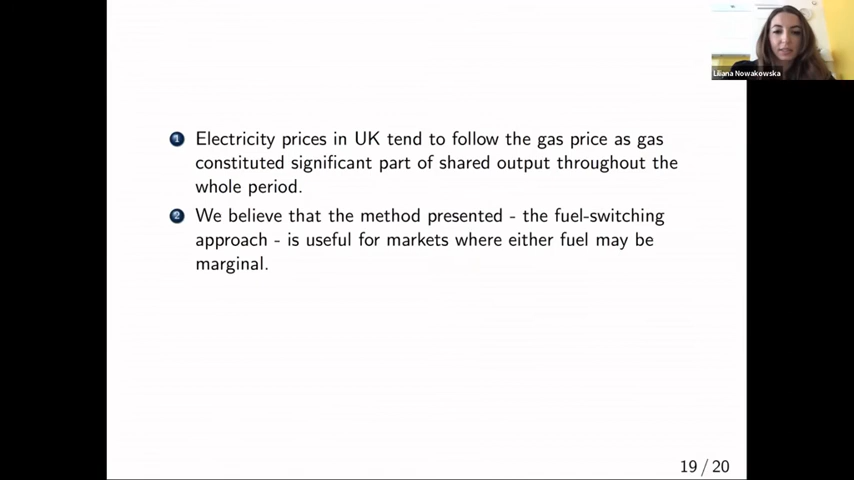 Liliana Nowakowska
1 Electricity prices in UK tend to follow the gas price as gas
constituted significant part of shared output throughout the
whole period.
2 We believe that the method presented - the fuel-switching
approach - is useful for markets where either fuel may be
marginal.
19 / 20